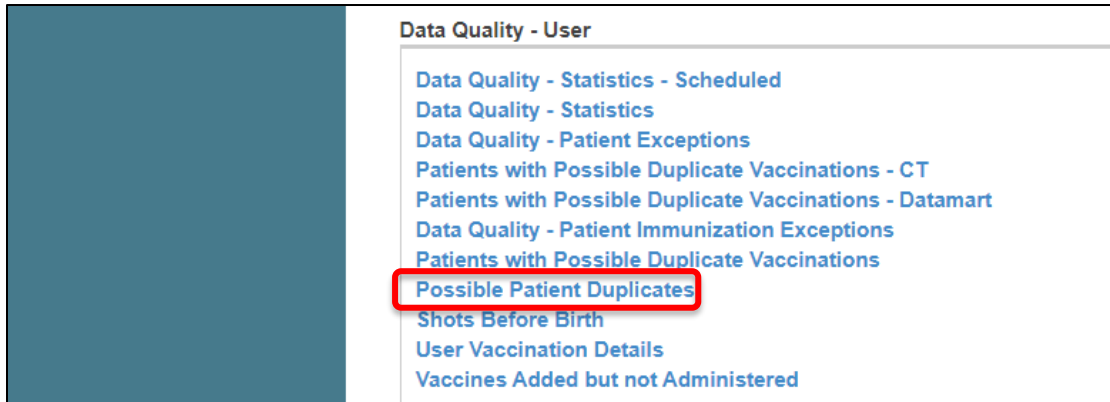 Data Quality - User
Data Quality - Statistics - Scheduled
Data Quality - Statistics
Data Quality - Patient Exceptions
Patients with Possible Duplicate Vaccinations - CT
Patients with Possible Duplicate Vaccinations - Datamart
Data Quality - Patient Immunization Exceptions
Patients with Possible Duplicate Vaccinations
Possible Patient Duplicates
Shots Before Birth
User Vaccination Details
Vaccines Added but not Administered